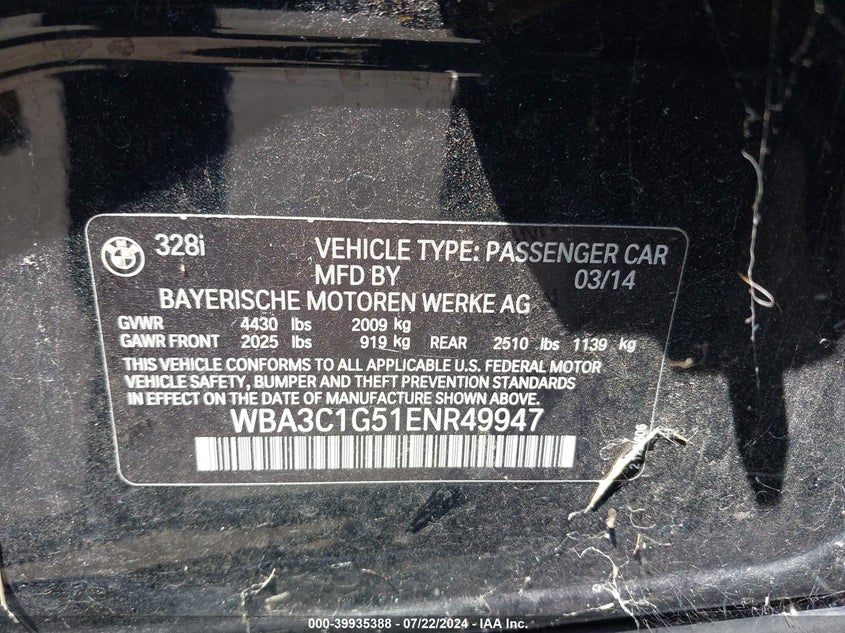 328i VEHICLE TYPE: PASSENGER CAR
MFD BY 03/14
BAYERISCHE MOTOREN WERKE AG
GVWR 4430 lbs 2009 kg
GAWR FRONT 2025 lbs 919 kg REAR 2510 lbs 1139 kg
THIS VEHICLE CONFORMS TO ALL APPLICABLE U.S. FEDERAL MOTOR
VEHICLE SAFETY, BUMPER AND THEFT PREVENTION STANDARDS
IN EFFECT ON THE DATE OF MANUFACTURE SHOWN ABOVE.
WBA3C1G51ENR49947
000-39935388 - 07/22/2024 - IAA Inc.